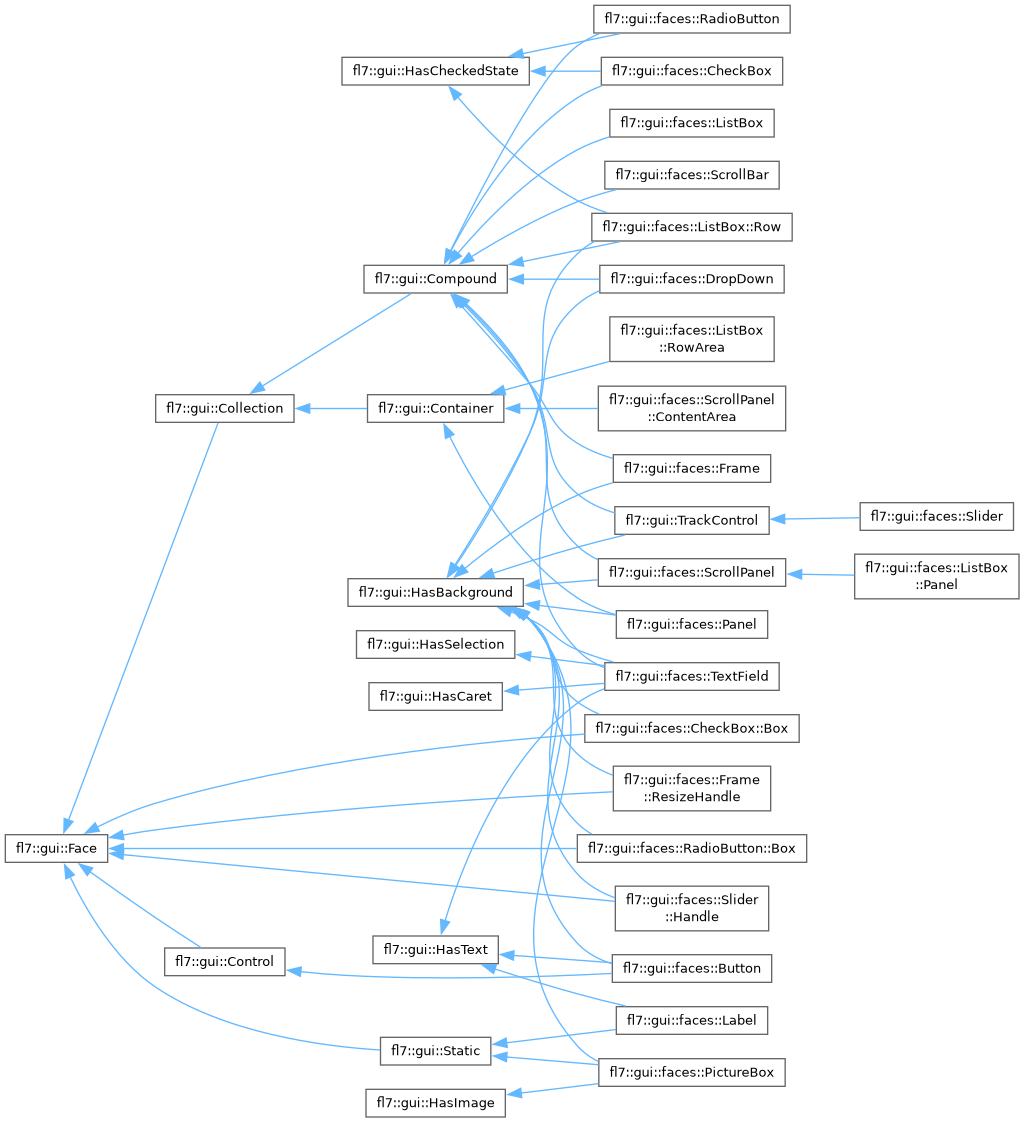 fl7::gui::faces::RadioButton
fl7::gui::HasCheckedState
fl7::gui::faces::CheckBox
fl7::gui::faces::ListBox
fl7::gui::faces::ScrollBar
fl7::gui::faces::ListBox::Row
fl7::gui::Compound
fl7::gui::faces::DropDown
fl7::gui::faces::ListBox
::RowArea
fl7::gui::Collection
fl7::gui::Container
fl7::gui::faces::ScrollPanel
::ContentArea
fl7::gui::faces::Frame
fl7::gui::TrackControl
fl7::gui::faces::Slider
fl7::gui::faces::ScrollPanel
fl7::gui::faces::ListBox
::Panel
fl7::gui::HasBackground
fl7::gui::faces::Panel
fl7::gui::HasSelection
fl7::gui::faces::TextField
fl7::gui::HasCaret
fl7::gui::faces::CheckBox::Box
fl7::gui::faces::Frame
::ResizeHandle
fl7::gui::Face
fl7::gui::faces::RadioButton::Box
fl7::gui::faces::Slider
::Handle
fl7::gui::HasText
fl7::gui::Control
fl7::gui::faces::Button
fl7::gui::faces::Label
fl7::gui::Static
fl7::gui::faces::PictureBox
fl7::gui::HasImage